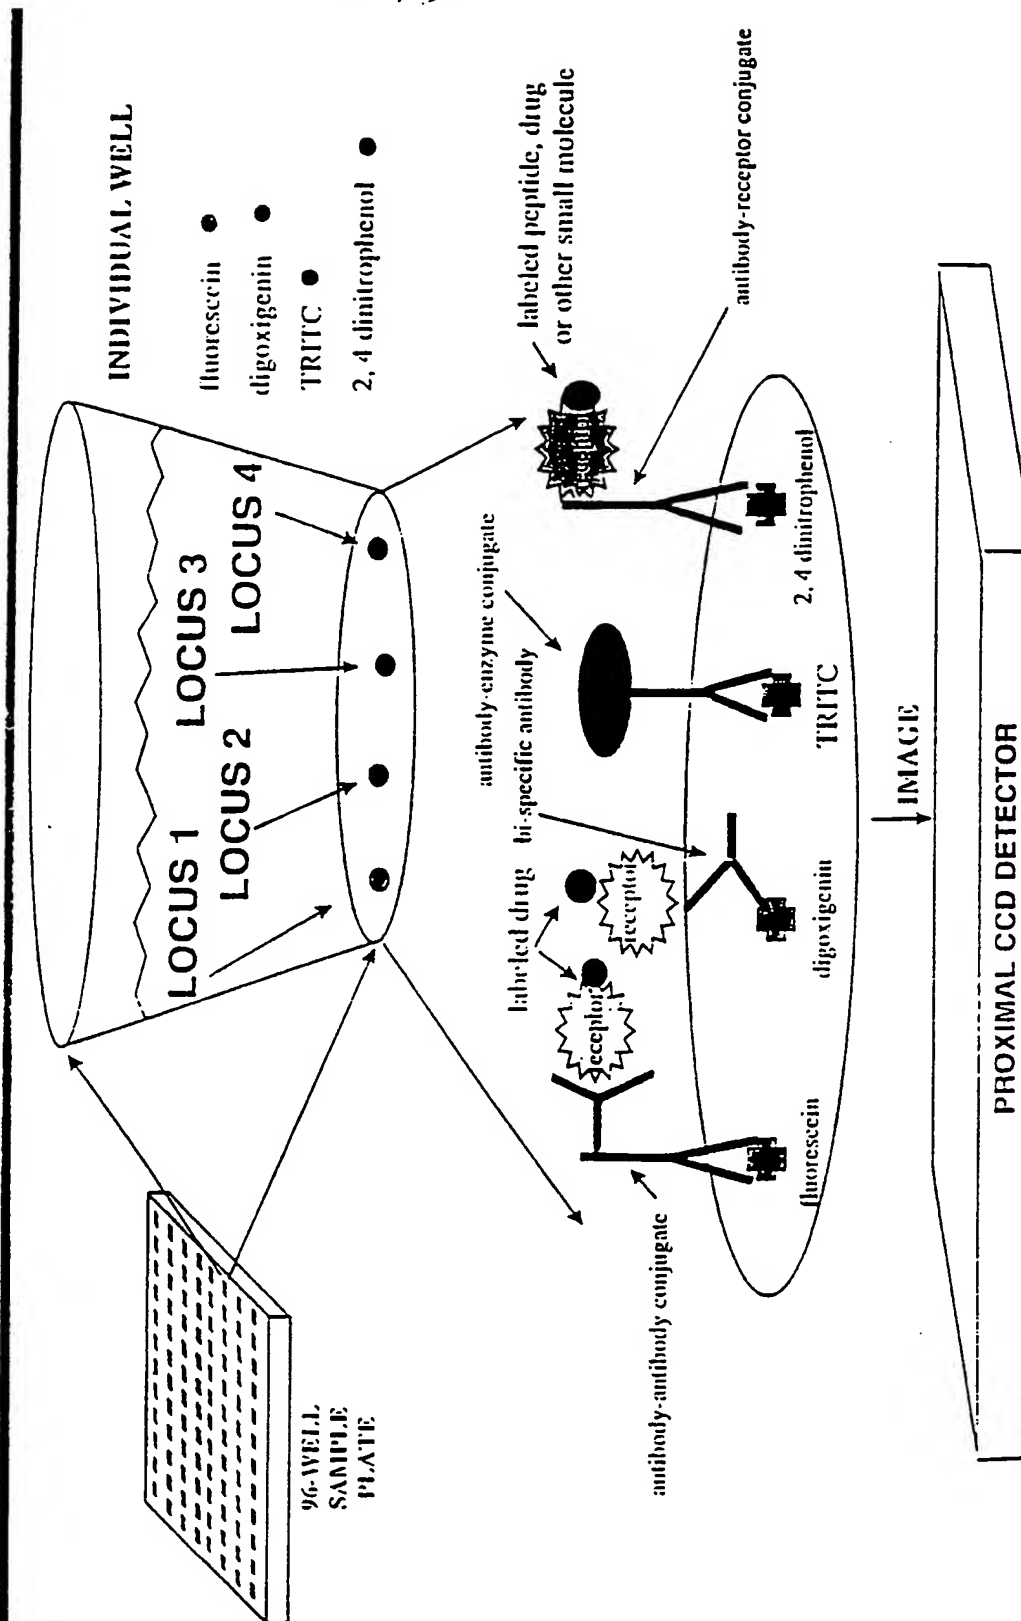 INDIVIDUAL WELL
fluorescein
digoxigenin
TRITC
2, 4 dinitrophenol
LOCUS 1
LOCUS 2
LOCUS 3
LOCUS 4
96-WELL
SAMPLE
PLATE
labeled peptide, drug
or other small molecule
antibody-receptor conjugate
antibody-enzyme conjugate
bi-specific antibody
labeled drug
receptor
receptor
receptor
antibody-antibody conjugate
fluorescein
digoxigenin
TRITC
2, 4 dinitrophenol
IMAGE
PROXIMAL CCD DETECTOR